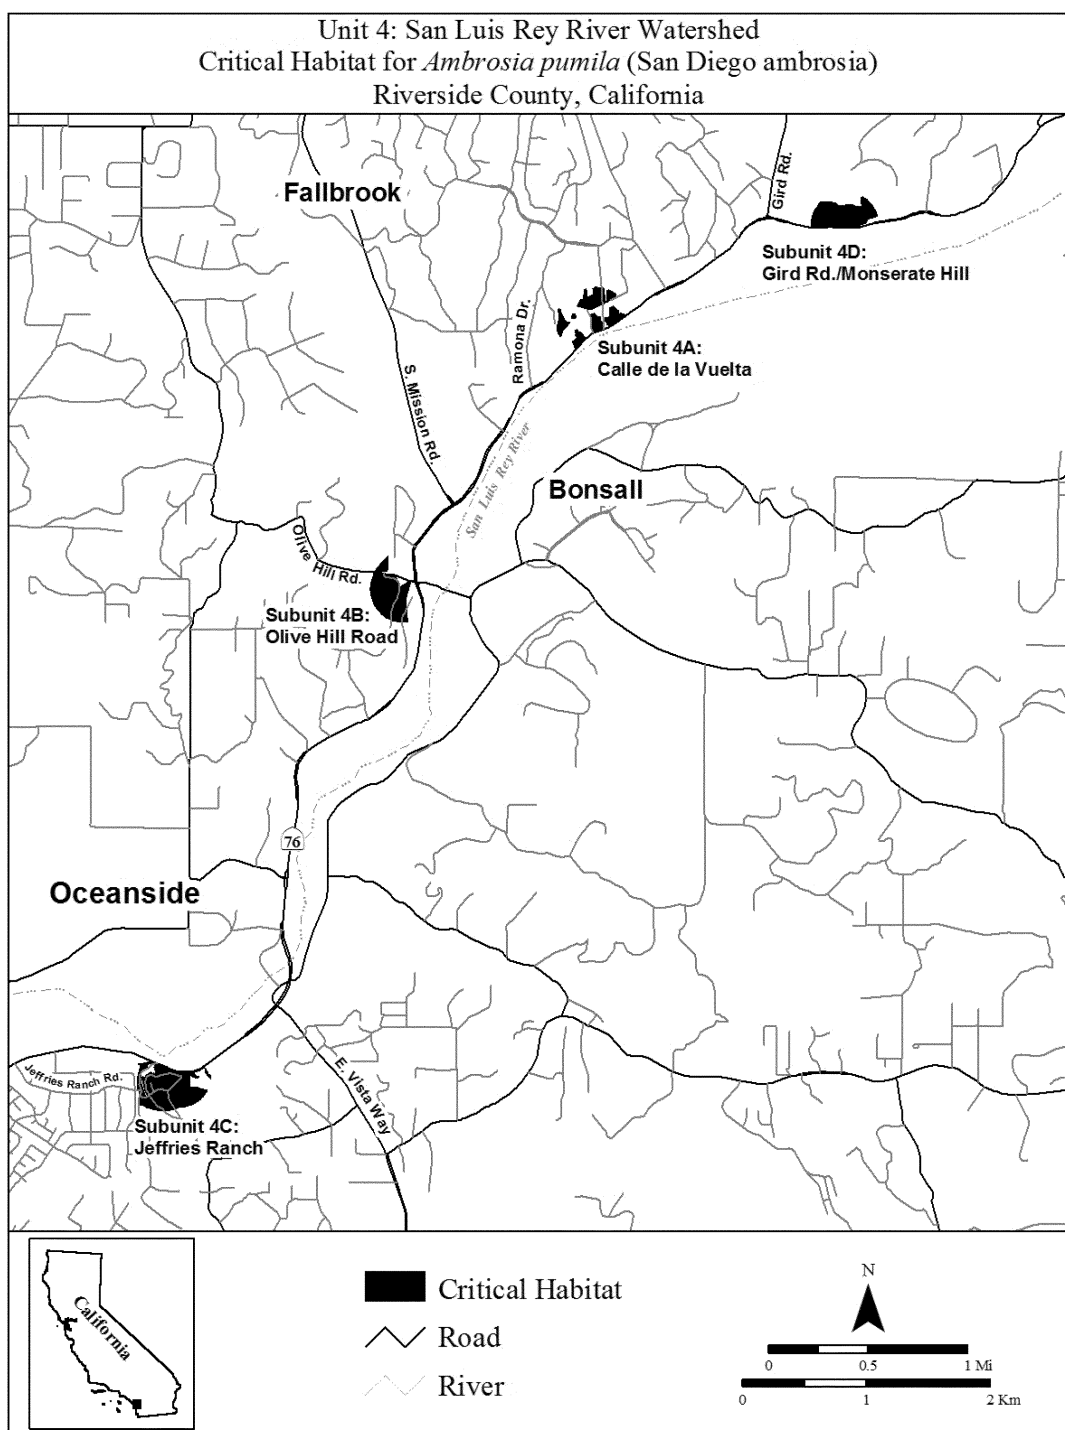 Unit 4: San Luis Rey River Watershed
Critical Habitat for Ambrosia pumila (San Diego ambrosia)
Riverside County, California
Fallbrook
Gird Rd.
Subunit 4D:
Gird Rd./Monserate Hill
Ramona Dr.
Subunit 4A:
Calle de la Vuelta
S. Mission Rd.
San Luis Rey River
Bonsall
Olive Hill Rd.
Subunit 4B:
Olive Hill Road
76
Oceanside
Jeffries Ranch Rd.
E. Vista Way
Subunit 4C:
Jeffries Ranch
California
Critical Habitat
Road
River
N
0 0.5 1 Mi
0 1 2 Km